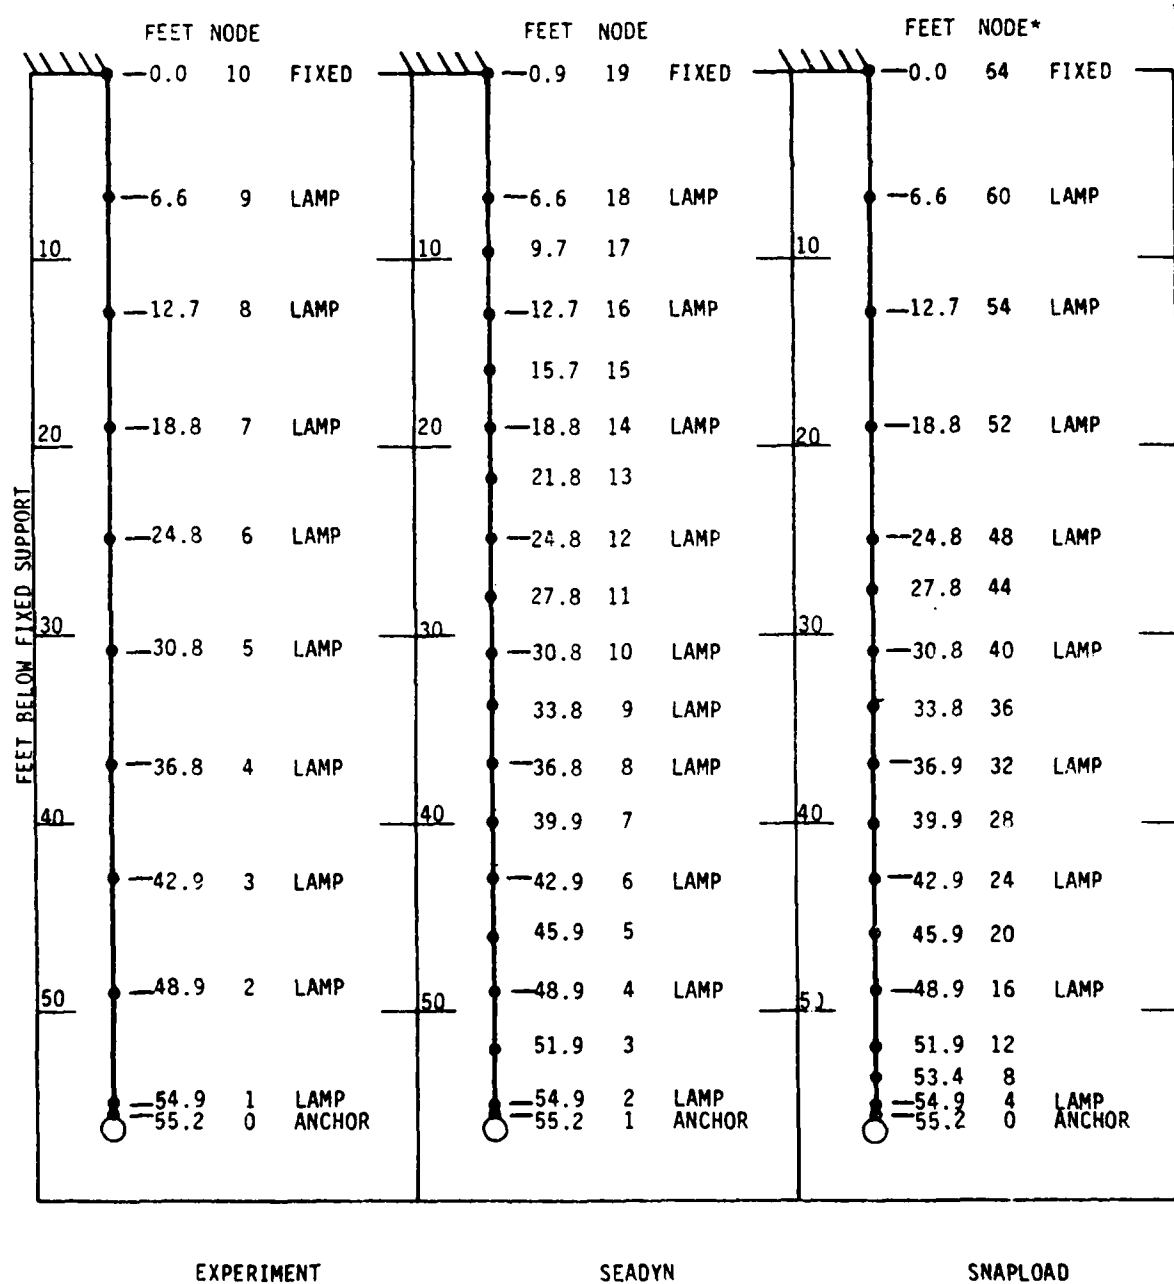 FEET NODE
0.0 10 FIXED
6.6 9 LAMP
10
12.7 8 LAMP
18.8 7 LAMP
20
24.8 6 LAMP
30
30.8 5 LAMP
36.8 4 LAMP
40
42.9 3 LAMP
48.9 2 LAMP
50
54.9 1 LAMP
55.2 0 ANCHOR
FEET BELOW FIXED SUPPORT
EXPERIMENT
FEET NODE
0.9 19 FIXED
6.6 18 LAMP
9.7 17
10
12.7 16 LAMP
15.7 15
18.8 14 LAMP
20
21.8 13
24.8 12 LAMP
27.8 11
30
30.8 10 LAMP
33.8 9 LAMP
36.8 8 LAMP
39.9 7
40
42.9 6 LAMP
45.9 5
48.9 4 LAMP
50
51.9 3
54.9 2 LAMP
55.2 1 ANCHOR
SEADYN
FEET NODE*
0.0 64 FIXED
6.6 60 LAMP
10
12.7 54 LAMP
18.8 52 LAMP
20
24.8 48 LAMP
27.8 44
30
30.8 40 LAMP
33.8 36
36.9 32 LAMP
40
39.9 28
42.9 24 LAMP
45.9 20
48.9 16 LAMP
50
51.9 12
53.4 8
54.9 4 LAMP
55.2 0 ANCHOR
SNAPLOAD